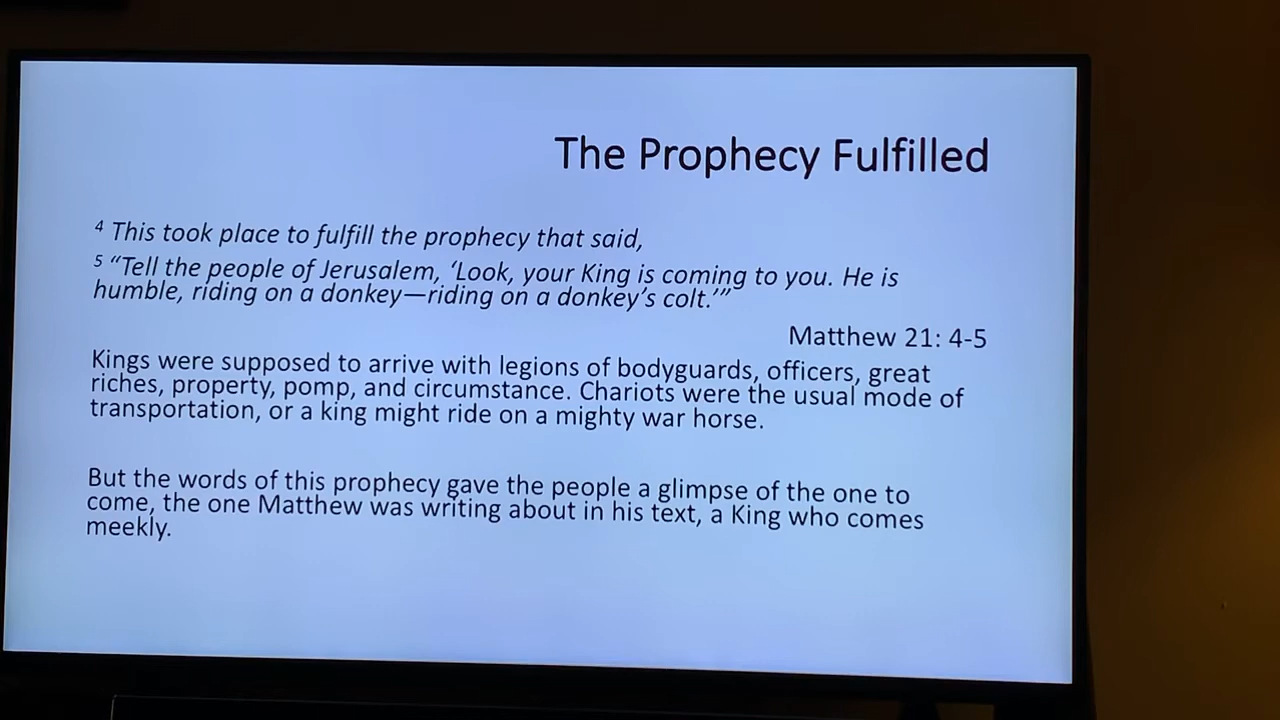 The Prophecy Fulfilled
⁴ This took place to fulfill the prophecy that said,
⁵ “Tell the people of Jerusalem, ‘Look, your King is coming to you. He is
humble, riding on a donkey—riding on a donkey’s colt.’”
Matthew 21: 4-5
Kings were supposed to arrive with legions of bodyguards, officers, great
riches, property, pomp, and circumstance. Chariots were the usual mode of
transportation, or a king might ride on a mighty war horse.
But the words of this prophecy gave the people a glimpse of the one to
come, the one Matthew was writing about in his text, a King who comes
meekly.